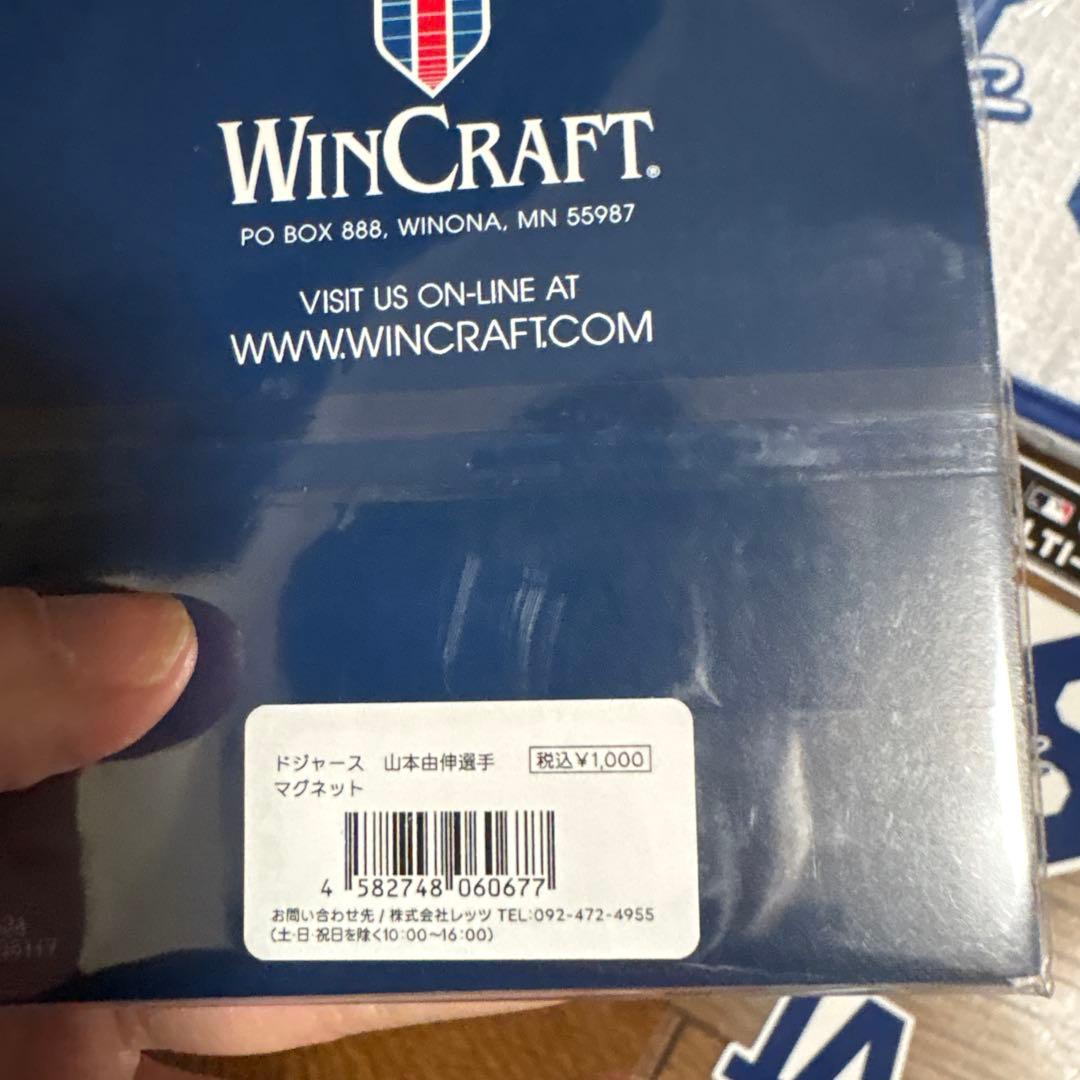 WINCRAFT®
PO BOX 888, WINONA, MN 55987
VISIT US ON-LINE AT
WWW.WINCRAFT.COM
ドジャース 山本由伸選手 税込¥1,000
マグネット
4 582748 060677
お問い合わせ先 / 株式会社レッツ TEL:092-472-4955
(土・日・祝日を除く10:00〜16:00)